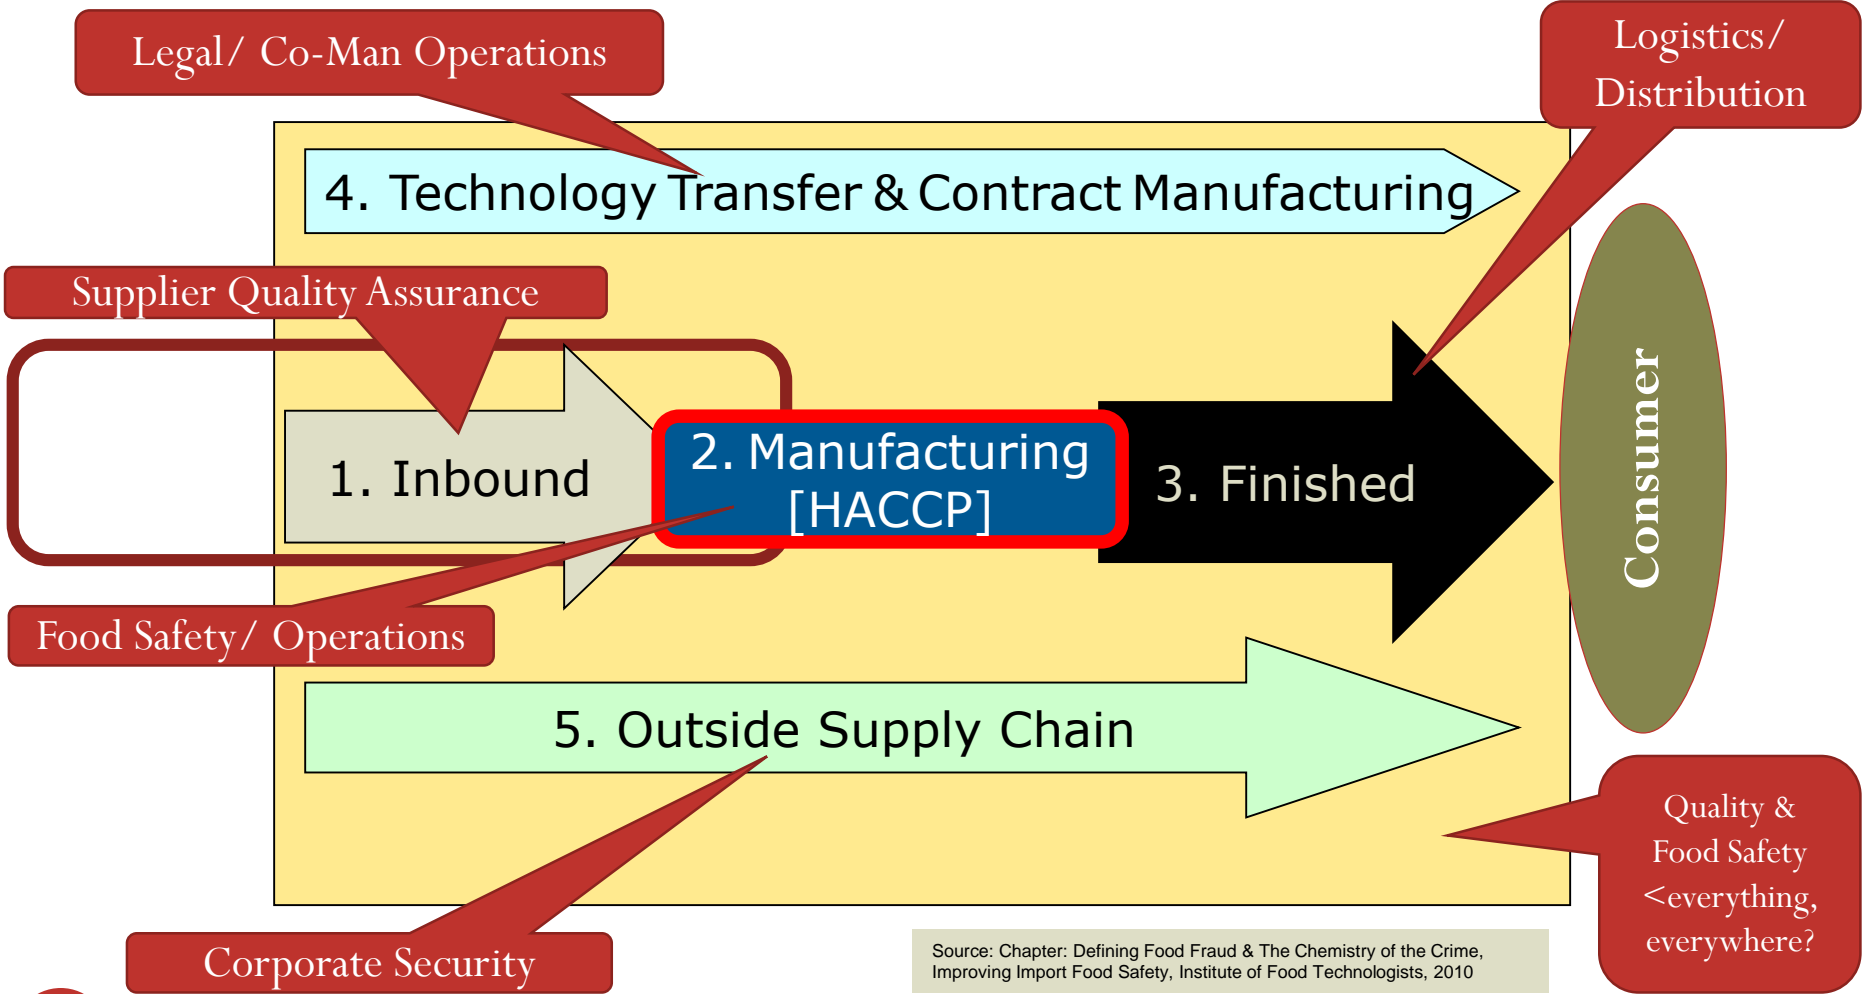 Legal/ Co-Man Operations
Logistics/
Distribution
4. Technology Transfer & Contract Manufacturing
Supplier Quality Assurance
1. Inbound
2. Manufacturing
[HACCP]
3. Finished
Consumer
Food Safety/ Operations
5. Outside Supply Chain
Quality &
Food Safety
<everything,
everywhere?
Corporate Security
Source: Chapter: Defining Food Fraud & The Chemistry of the Crime,
Improving Import Food Safety, Institute of Food Technologists, 2010